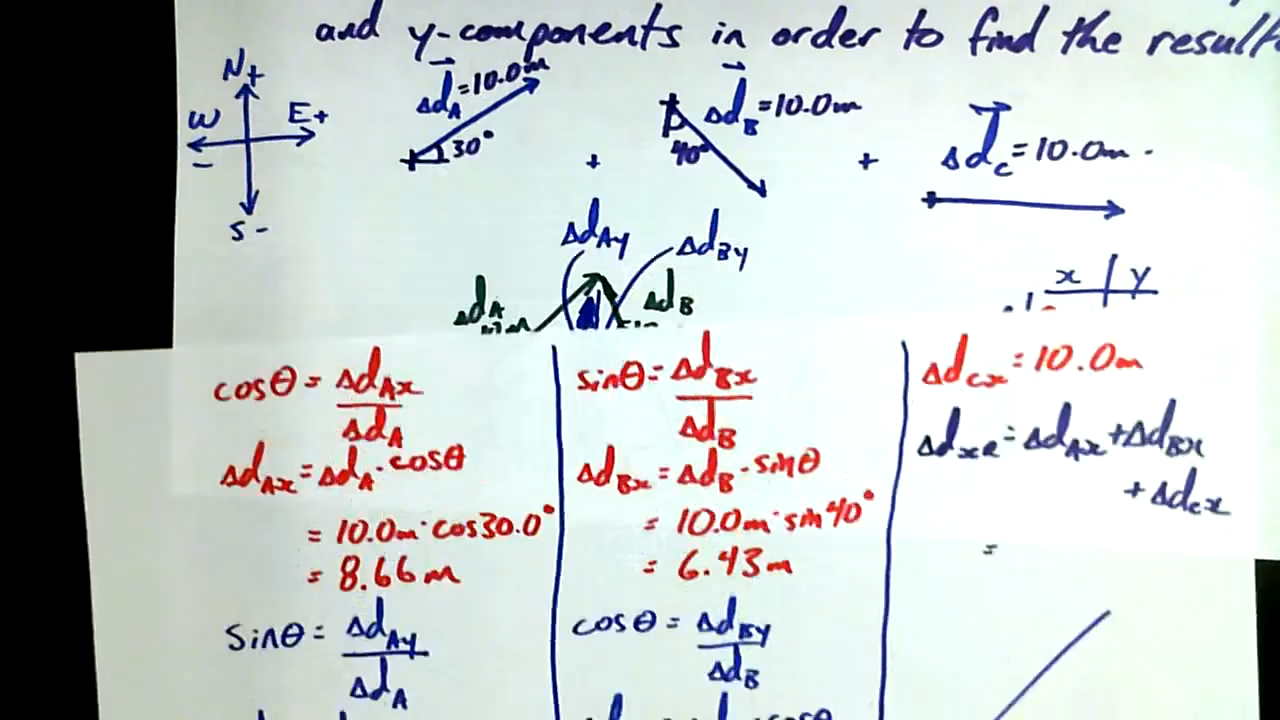 and y-components in order to find the result
N+
W
E+
-
S-
Δd_A=10.0m
30°
+
Δd_B=10.0m
40°
+
Δd_C=10.0m
Δd_Ay
Δd_By
Δd_A
Δd_B
x | y
cosθ = Δd_Ax / Δd_A
Δd_Ax = Δd_A · cosθ
= 10.0m · cos30.0°
= 8.66m
sinθ = Δd_Ay / Δd_A
sinθ = Δd_Bx / Δd_B
Δd_Bx = Δd_B · sinθ
= 10.0m · sin40°
= 6.43m
cosθ = Δd_By / Δd_B
Δd_cx = 10.0m
Δd_xR = Δd_Ax + Δd_Bx
+ Δd_cx
=